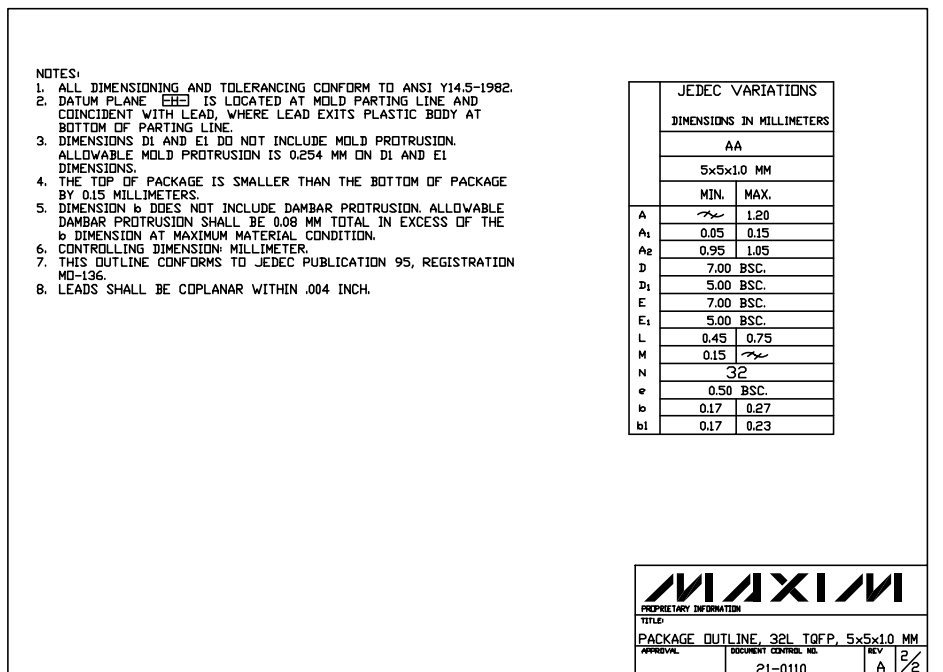 NOTES:
1. ALL DIMENSIONING AND TOLERANCING CONFORM TO ANSI Y14.5-1982.
2. DATUM PLANE -H- IS LOCATED AT MOLD PARTING LINE AND
COINCIDENT WITH LEAD, WHERE LEAD EXITS PLASTIC BODY AT
BOTTOM OF PARTING LINE.
3. DIMENSIONS D1 AND E1 DO NOT INCLUDE MOLD PROTRUSION.
ALLOWABLE MOLD PROTRUSION IS 0.254 MM ON D1 AND E1
DIMENSIONS.
4. THE TOP OF PACKAGE IS SMALLER THAN THE BOTTOM OF PACKAGE
BY 0.15 MILLIMETERS.
5. DIMENSION b DOES NOT INCLUDE DAMBAR PROTRUSION. ALLOWABLE
DAMBAR PROTRUSION SHALL BE 0.08 MM TOTAL IN EXCESS OF THE
b DIMENSION AT MAXIMUM MATERIAL CONDITION.
6. CONTROLLING DIMENSION: MILLIMETER.
7. THIS OUTLINE CONFORMS TO JEDEC PUBLICATION 95, REGISTRATION
MO-136.
8. LEADS SHALL BE COPLANAR WITHIN .004 INCH.
JEDEC VARIATIONS
DIMENSIONS IN MILLIMETERS
AA
5x5x1.0 MM
MIN. MAX.
A 1.20
A1 0.05 0.15
A2 0.95 1.05
D 7.00 BSC.
D1 5.00 BSC.
E 7.00 BSC.
E1 5.00 BSC.
L 0.45 0.75
M 0.15
N 32
e 0.50 BSC.
b 0.17 0.27
b1 0.17 0.23
MAXIM
PROPRIETARY INFORMATION
TITLE:
PACKAGE OUTLINE, 32L TQFP, 5x5x1.0 MM
APPROVAL DOCUMENT CONTROL NO. REV 2/2
21-0110 A